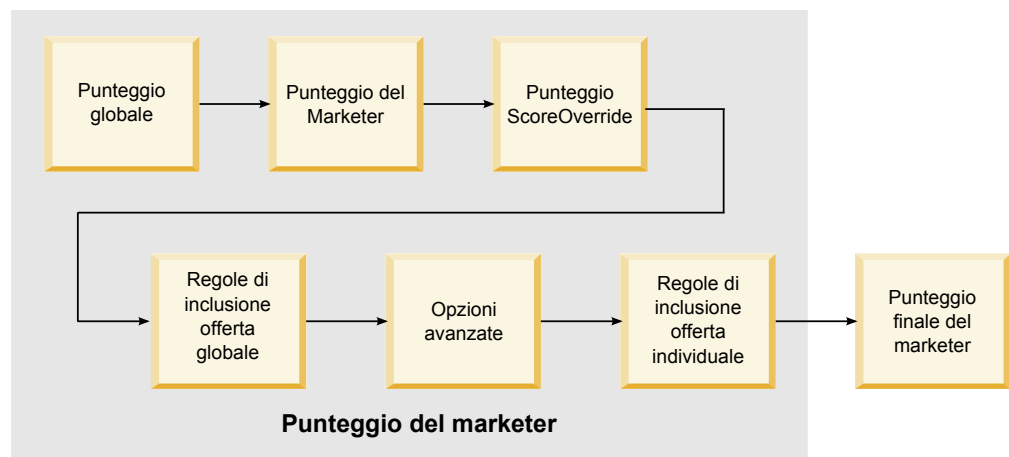 Punteggio
globale
Punteggio del
Marketer
Punteggio
ScoreOverride
Regole di
inclusione
offerta
globale
Opzioni
avanzate
Regole di
inclusione
offerta
individuale
Punteggio
finale del
marketer
Punteggio del marketer